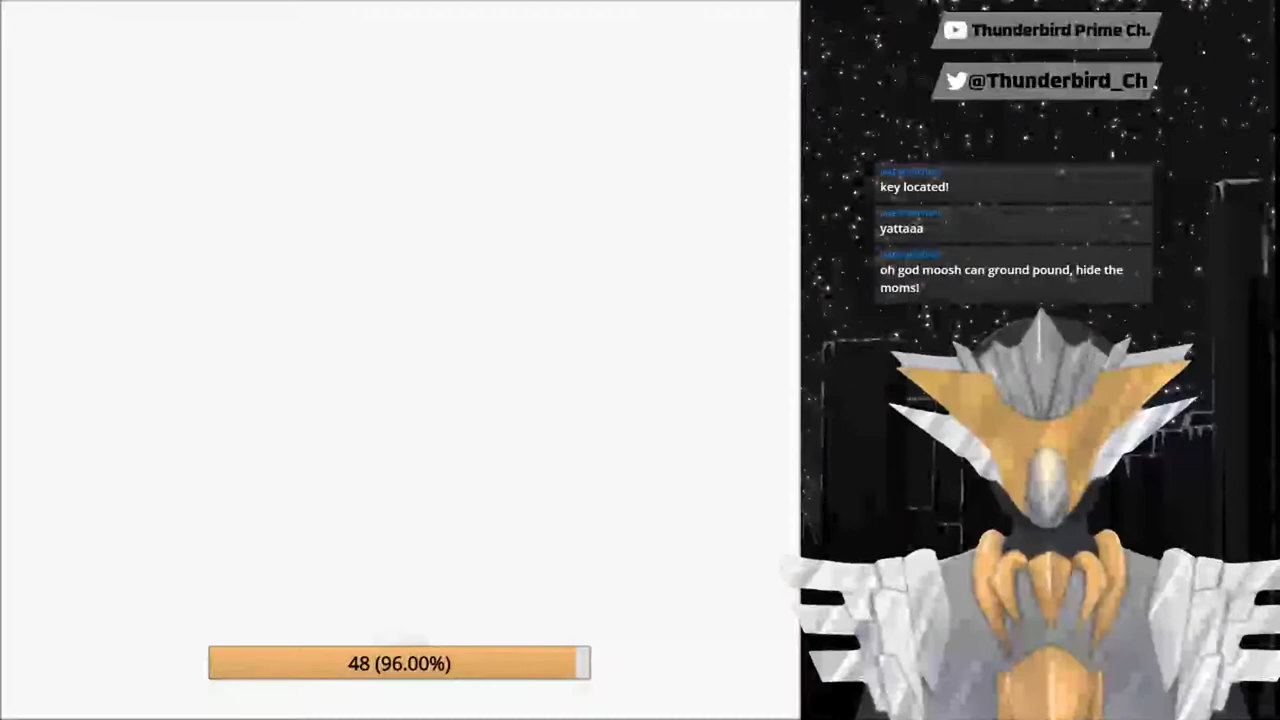 Thunderbird Prime Ch.
@Thunderbird_Ch
key located!
yattaaa
oh god moosh can ground pound, hide the
moms!
48 (96.00%)